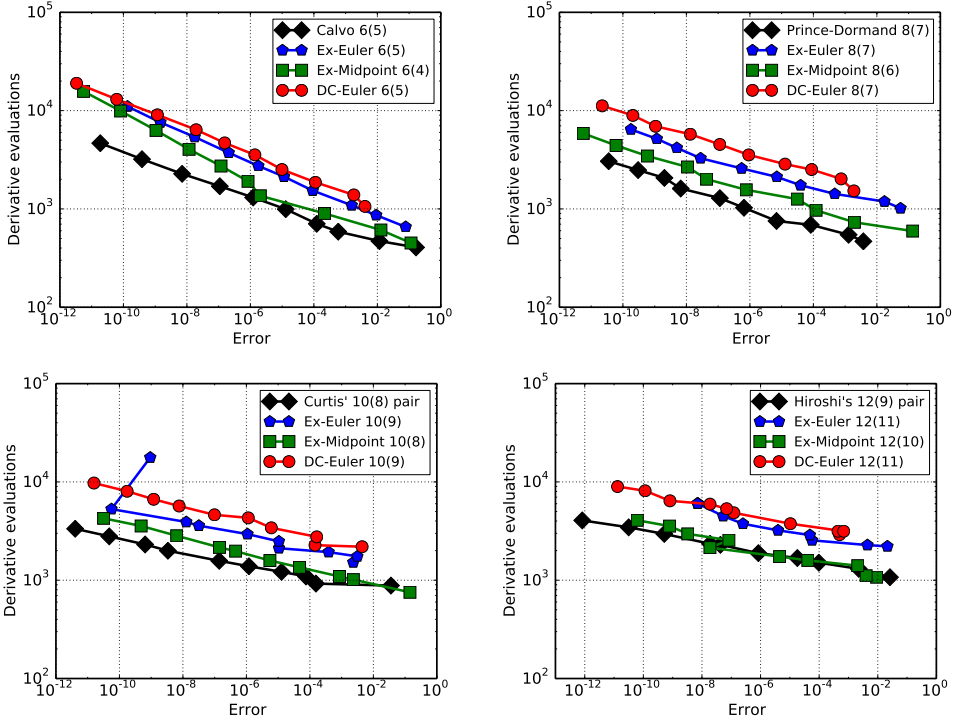 10^5
10^4
10^3
10^2
Derivative evaluations
Calvo 6(5)
Ex-Euler 6(5)
Ex-Midpoint 6(4)
DC-Euler 6(5)
10^-12 10^-10 10^-8 10^-6 10^-4 10^-2 10^0
Error
10^5
10^4
10^3
10^2
Derivative evaluations
Prince-Dormand 8(7)
Ex-Euler 8(7)
Ex-Midpoint 8(6)
DC-Euler 8(7)
10^-12 10^-10 10^-8 10^-6 10^-4 10^-2 10^0
Error
10^5
10^4
10^3
10^2
Derivative evaluations
Curtis' 10(8) pair
Ex-Euler 10(9)
Ex-Midpoint 10(8)
DC-Euler 10(9)
10^-12 10^-10 10^-8 10^-6 10^-4 10^-2 10^0
Error
10^5
10^4
10^3
10^2
Derivative evaluations
Hiroshi's 12(9) pair
Ex-Euler 12(11)
Ex-Midpoint 12(10)
DC-Euler 12(11)
10^-12 10^-10 10^-8 10^-6 10^-4 10^-2 10^0
Error